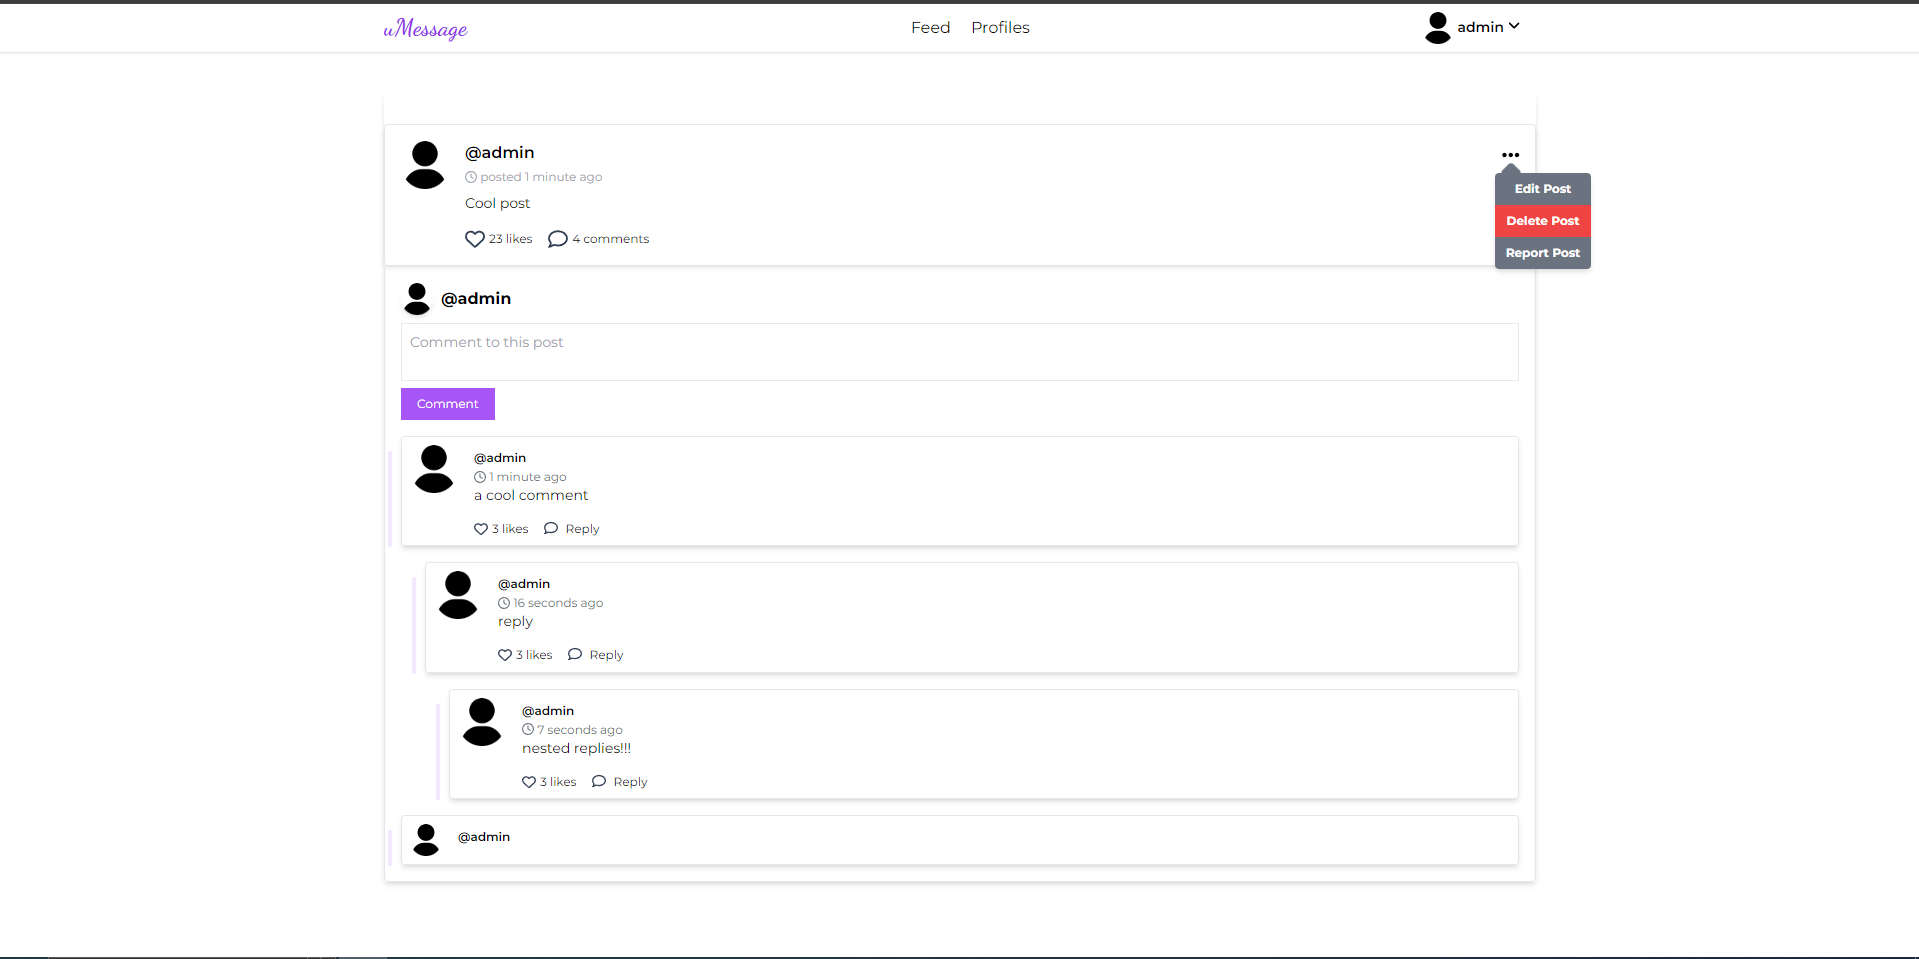 uMessage
Feed Profiles
admin
@admin
posted 1 minute ago
Cool post
23 likes 4 comments
Edit Post
Delete Post
Report Post
@admin
Comment to this post
Comment
@admin
1 minute ago
a cool comment
3 likes Reply
@admin
16 seconds ago
reply
3 likes Reply
@admin
7 seconds ago
nested replies!!!
3 likes Reply
@admin